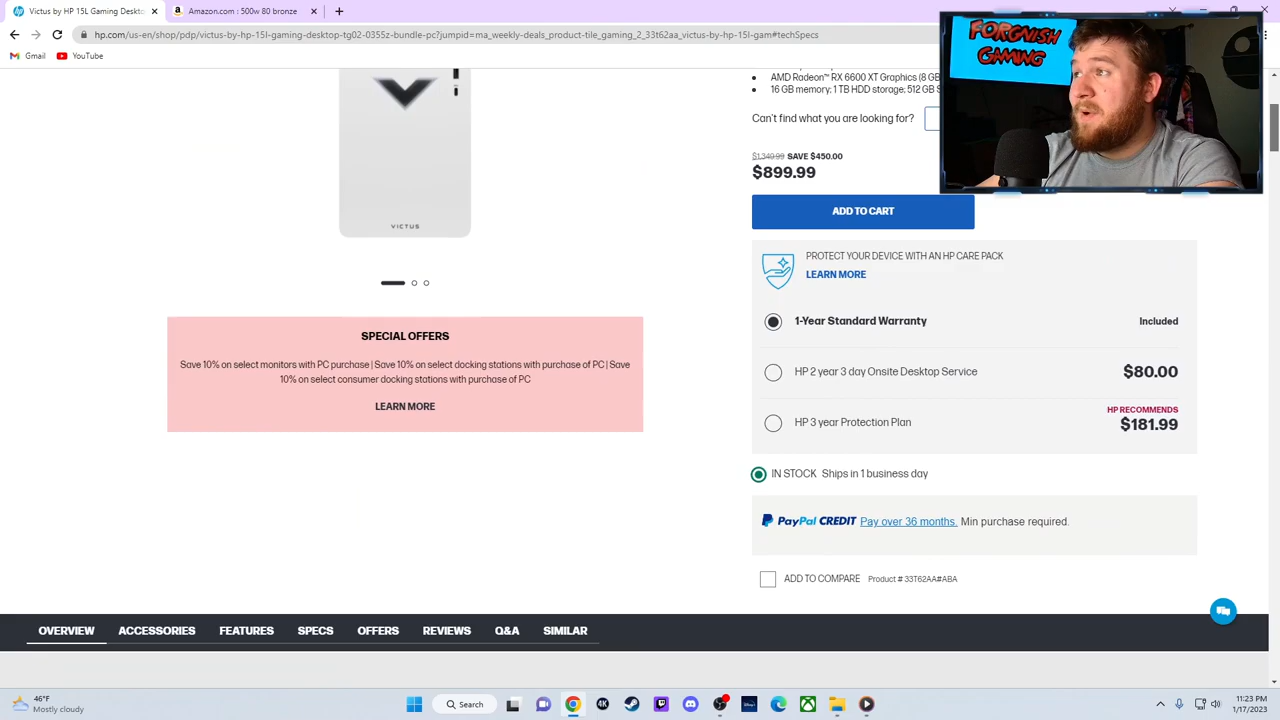 Victus by HP 15L Gaming Deskto
Amazon.com : 500w 80 bronze
hp.com/us-en/shop/pdp/victus-by-hp-15l-
0355z-bundle-pc?jumpid=ma_weekly-deals_product-tile_gaming_2_33t62aa_victus-by-hp-15l-gam#techSpecs
Gmail
YouTube
FORGNISH
GAMING
AMD Radeon™ RX 6600 XT Graphics (8 GB
16 GB memory; 1 TB HDD storage; 512 GB S
Can't find what you are looking for?
$1,349.99 SAVE $450.00
$899.99
ADD TO CART
VICTUS
PROTECT YOUR DEVICE WITH AN HP CARE PACK
LEARN MORE
1-Year Standard Warranty
Included
HP 2 year 3 day Onsite Desktop Service
$80.00
HP RECOMMENDS
HP 3 year Protection Plan
$181.99
SPECIAL OFFERS
Save 10% on select monitors with PC purchase | Save 10% on select docking stations with purchase of PC | Save
10% on select consumer docking stations with purchase of PC
LEARN MORE
IN STOCK Ships in 1 business day
PayPal CREDIT Pay over 36 months. Min purchase required.
ADD TO COMPARE Product # 33T62AA#ABA
OVERVIEW ACCESSORIES FEATURES SPECS OFFERS REVIEWS Q&A SIMILAR
46°F
Mostly cloudy
Search
4K
11:23 PM
1/17/2023